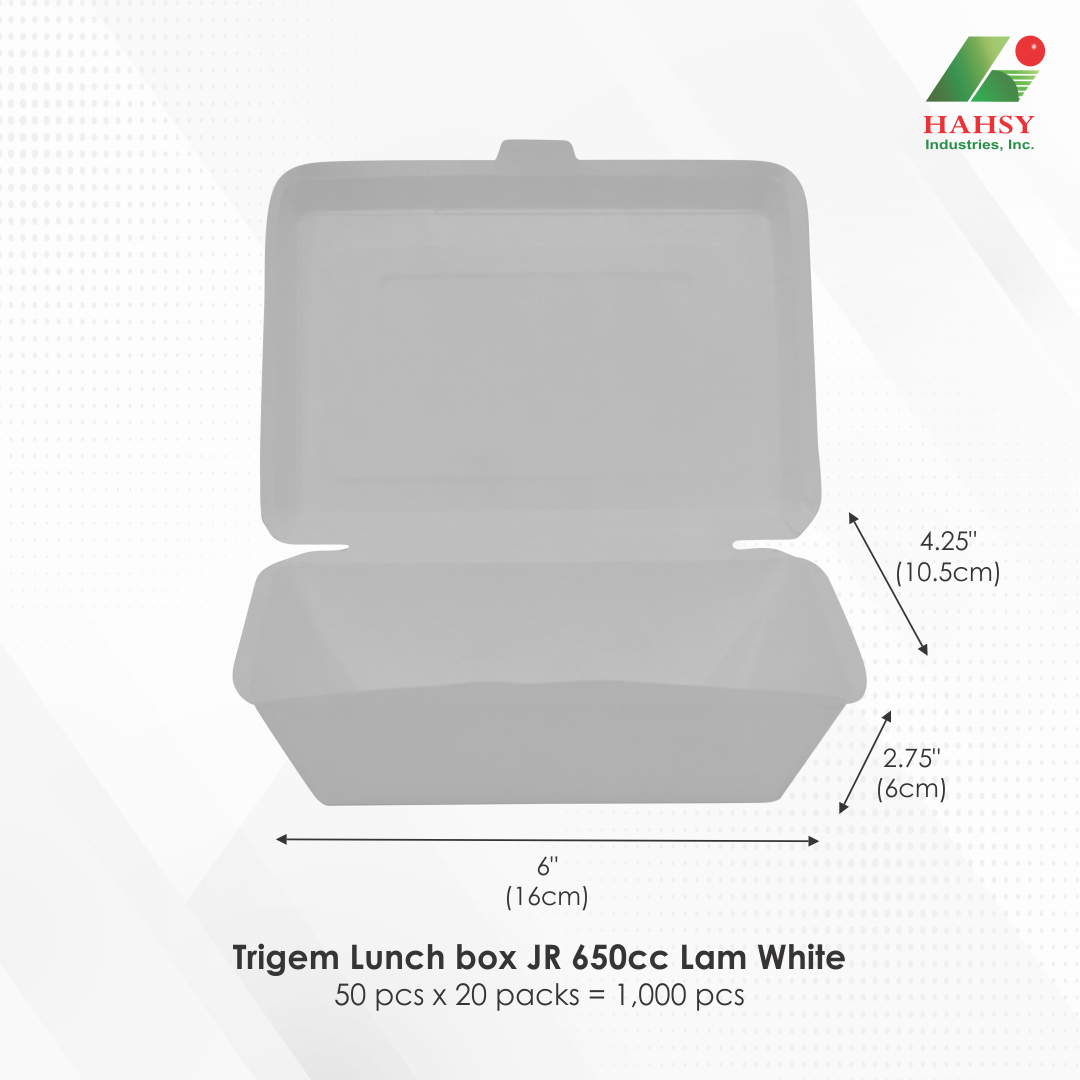 HAHSY
Industries, Inc.
4.25"
(10.5cm)
2.75"
(6cm)
6"
(16cm)
Trigem Lunch box JR 650cc Lam White
50 pcs x 20 packs = 1,000 pcs